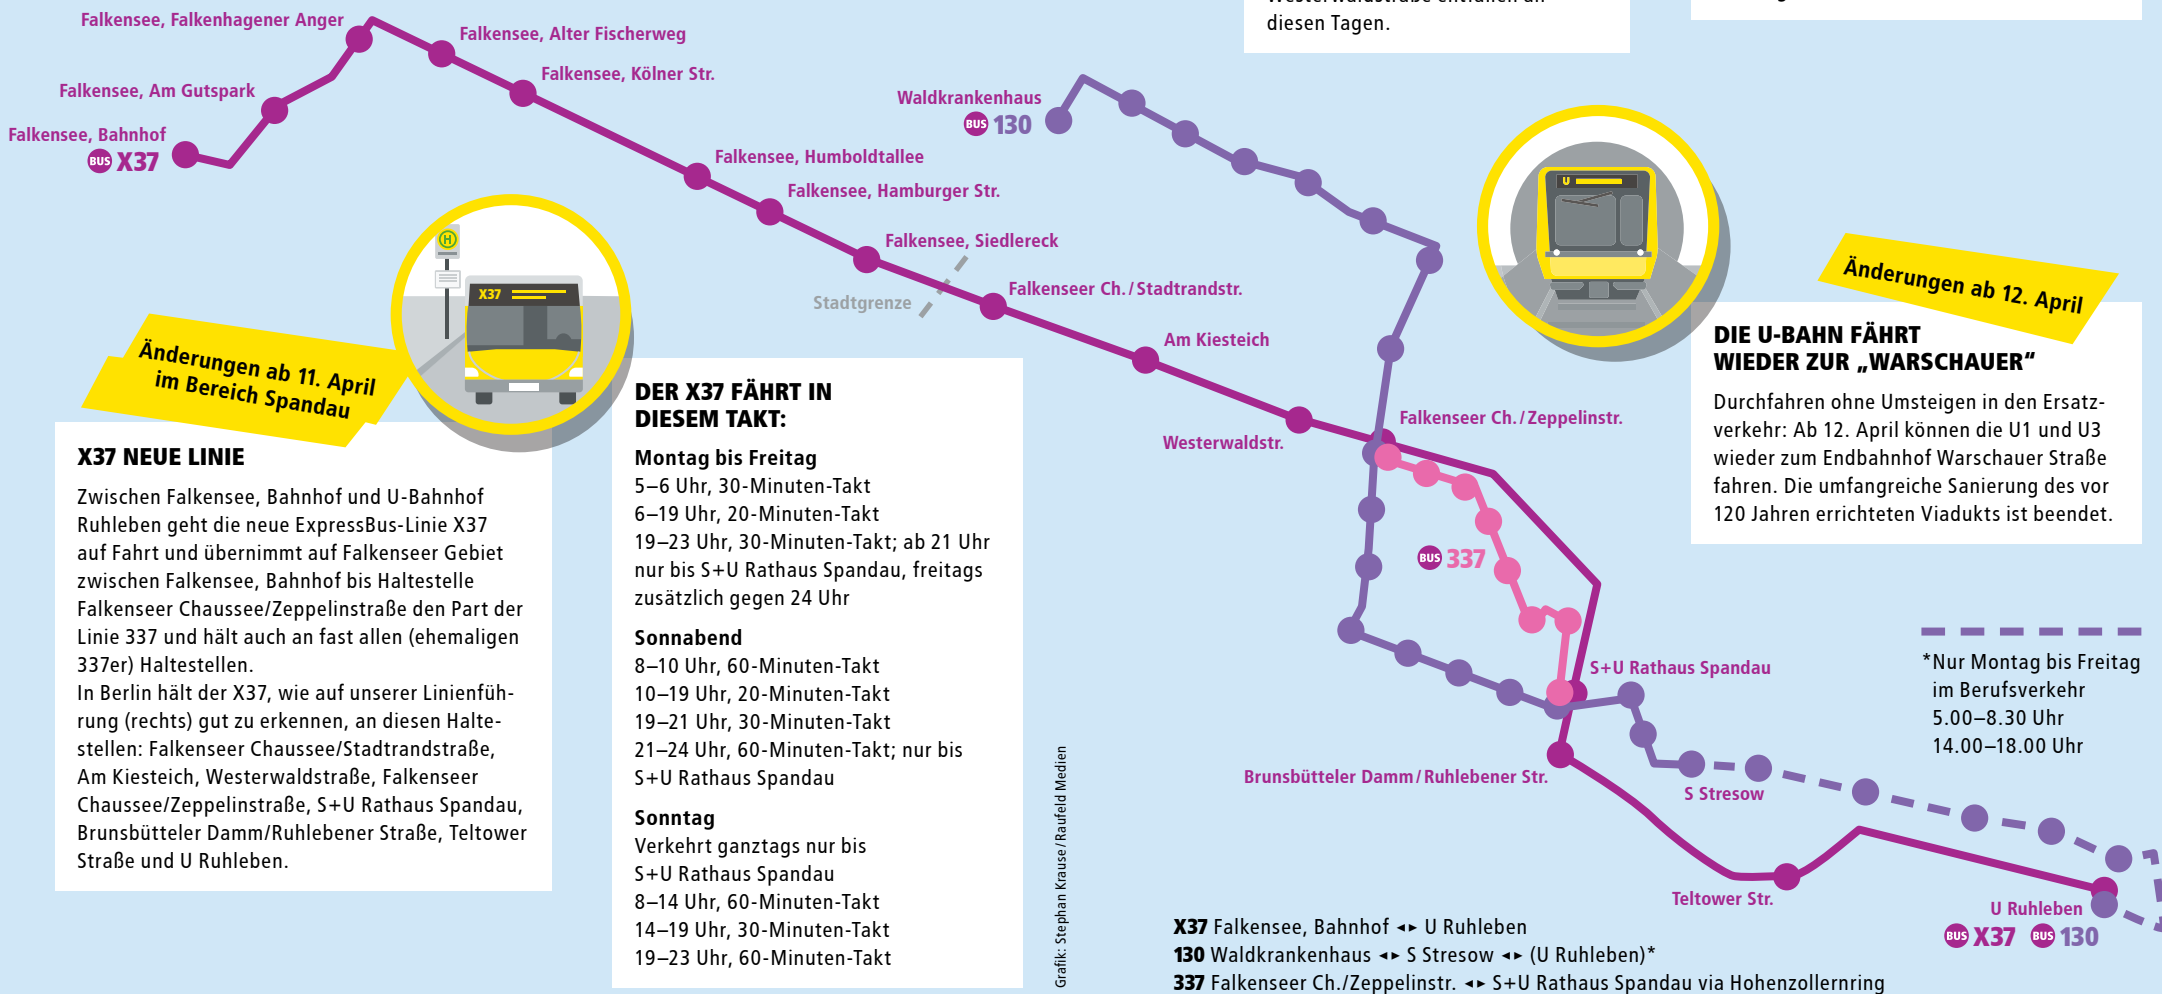 diesen Tagen.
Falkensee, Falkenhagener Anger
Falkensee, Alter Fischerweg
Falkensee, Kölner Str.
Falkensee, Am Gutspark
Falkensee, Bahnhof
BUS X37
Waldkrankenhaus
BUS 130
Falkensee, Humboldtallee
Falkensee, Hamburger Str.
Falkensee, Siedlereck
Stadtgrenze
Falkenseer Ch./Stadtrandstr.
Am Kiesteich
Westerwaldstr.
Falkenseer Ch./Zeppelinstr.
BUS 337
S+U Rathaus Spandau
Brunsbütteler Damm/Ruhlebener Str.
S Stresow
Teltower Str.
U Ruhleben
BUS X37 BUS 130
H
X37
U
Änderungen ab 11. April
im Bereich Spandau
X37 NEUE LINIE
Zwischen Falkensee, Bahnhof und U-Bahnhof
Ruhleben geht die neue ExpressBus-Linie X37
auf Fahrt und übernimmt auf Falkenseer Gebiet
zwischen Falkensee, Bahnhof bis Haltestelle
Falkenseer Chaussee/Zeppelinstraße den Part der
Linie 337 und hält auch an fast allen (ehemaligen
337er) Haltestellen.
In Berlin hält der X37, wie auf unserer Linienfüh-
rung (rechts) gut zu erkennen, an diesen Halte-
stellen: Falkenseer Chaussee/Stadtrandstraße,
Am Kiesteich, Westerwaldstraße, Falkenseer
Chaussee/Zeppelinstraße, S+U Rathaus Spandau,
Brunsbütteler Damm/Ruhlebener Straße, Teltower
Straße und U Ruhleben.
DER X37 FÄHRT IN
DIESEM TAKT:
Montag bis Freitag
5–6 Uhr, 30-Minuten-Takt
6–19 Uhr, 20-Minuten-Takt
19–23 Uhr, 30-Minuten-Takt; ab 21 Uhr
nur bis S+U Rathaus Spandau, freitags
zusätzlich gegen 24 Uhr
Sonnabend
8–10 Uhr, 60-Minuten-Takt
10–19 Uhr, 20-Minuten-Takt
19–21 Uhr, 30-Minuten-Takt
21–24 Uhr, 60-Minuten-Takt; nur bis
S+U Rathaus Spandau
Sonntag
Verkehrt ganztags nur bis
S+U Rathaus Spandau
8–14 Uhr, 60-Minuten-Takt
14–19 Uhr, 30-Minuten-Takt
19–23 Uhr, 60-Minuten-Takt
Grafik: Stephan Krause/Raufeld Medien
Änderungen ab 12. April
DIE U-BAHN FÄHRT
WIEDER ZUR „WARSCHAUER“
Durchfahren ohne Umsteigen in den Ersatz-
verkehr: Ab 12. April können die U1 und U3
wieder zum Endbahnhof Warschauer Straße
fahren. Die umfangreiche Sanierung des vor
120 Jahren errichteten Viadukts ist beendet.
*Nur Montag bis Freitag
im Berufsverkehr
5.00–8.30 Uhr
14.00–18.00 Uhr
X37 Falkensee, Bahnhof ◄► U Ruhleben
130 Waldkrankenhaus ◄► S Stresow ◄► (U Ruhleben)*
337 Falkenseer Ch./Zeppelinstr. ◄► S+U Rathaus Spandau via Hohenzollernring